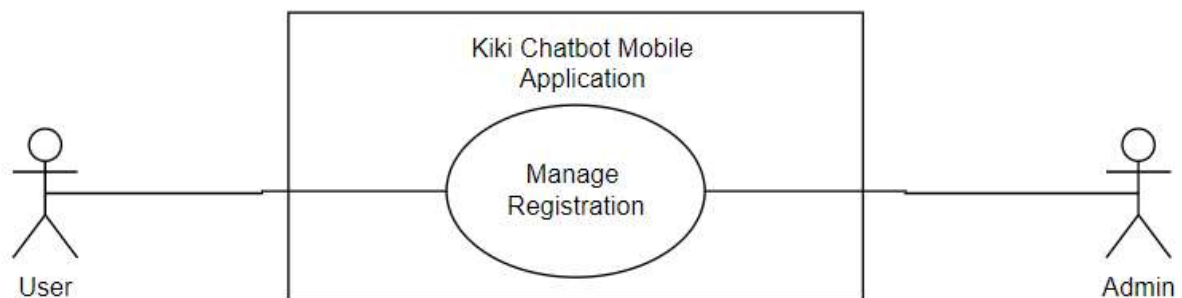 Kiki Chatbot Mobile
Application
Manage
Registration
User
Admin